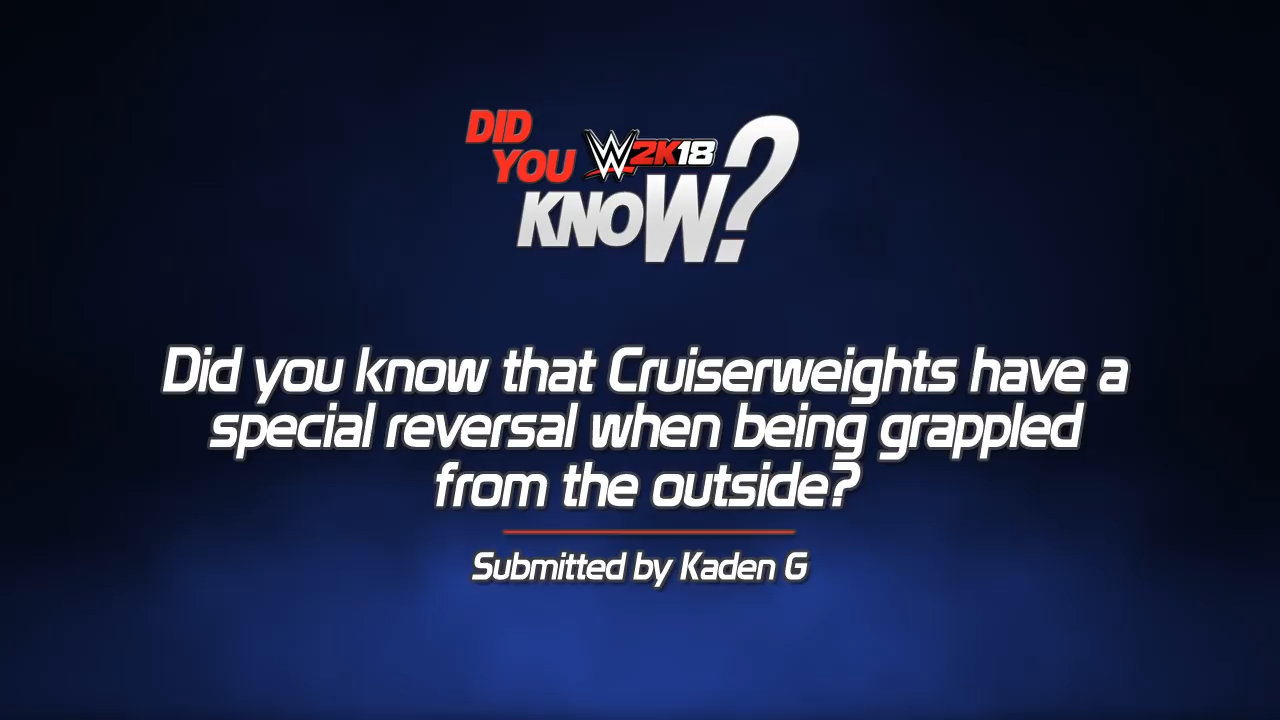 DID
YOU
W 2K18
KNOW?
Did you know that Cruiserweights have a
special reversal when being grappled
from the outside?
Submitted by Kaden G